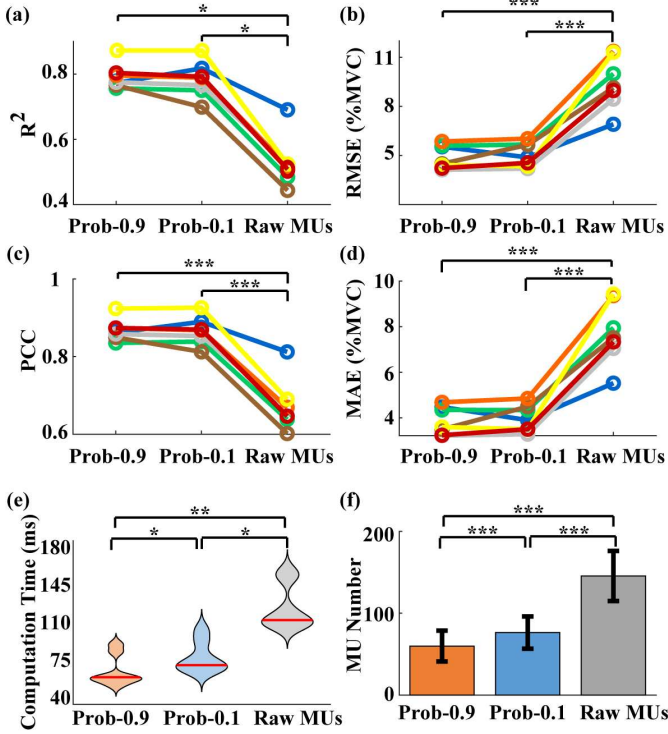 (a)
*
*
0.8
0.6
0.4
R²
Prob-0.9 Prob-0.1 Raw MUs
(b)
***
***
11
8
5
RMSE (%MVC)
Prob-0.9 Prob-0.1 Raw MUs
(c)
***
***
1
0.8
0.6
PCC
Prob-0.9 Prob-0.1 Raw MUs
(d)
***
***
10
8
6
4
MAE (%MVC)
Prob-0.9 Prob-0.1 Raw MUs
(e)
**
*
*
180
145
110
75
40
Computation Time (ms)
Prob-0.9 Prob-0.1 Raw MUs
(f)
***
***
***
200
100
0
MU Number
Prob-0.9 Prob-0.1 Raw MUs